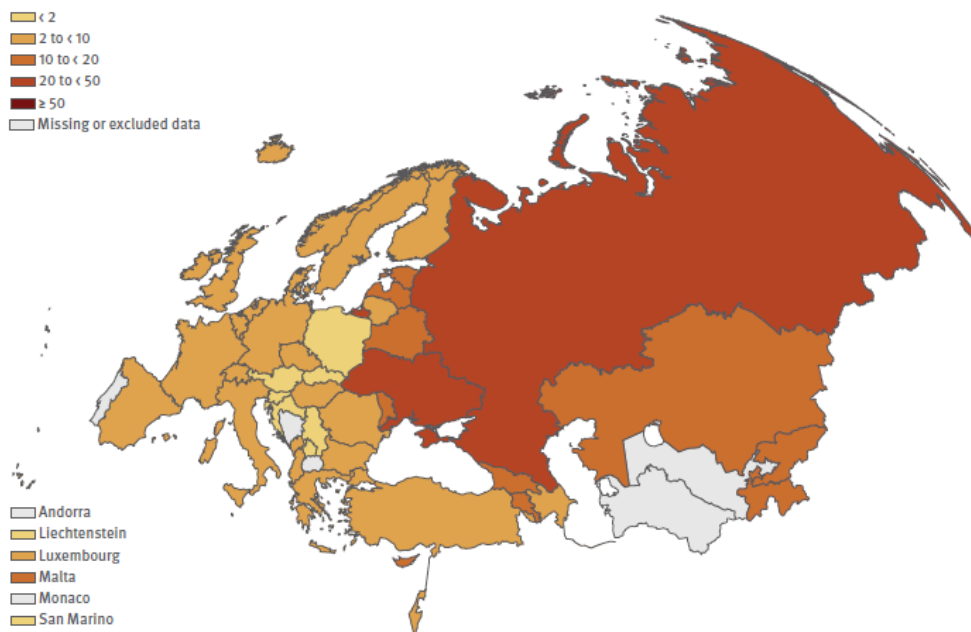 < 2
2 to < 10
10 to < 20
20 to < 50
≥ 50
Missing or excluded data
Andorra
Liechtenstein
Luxembourg
Malta
Monaco
San Marino